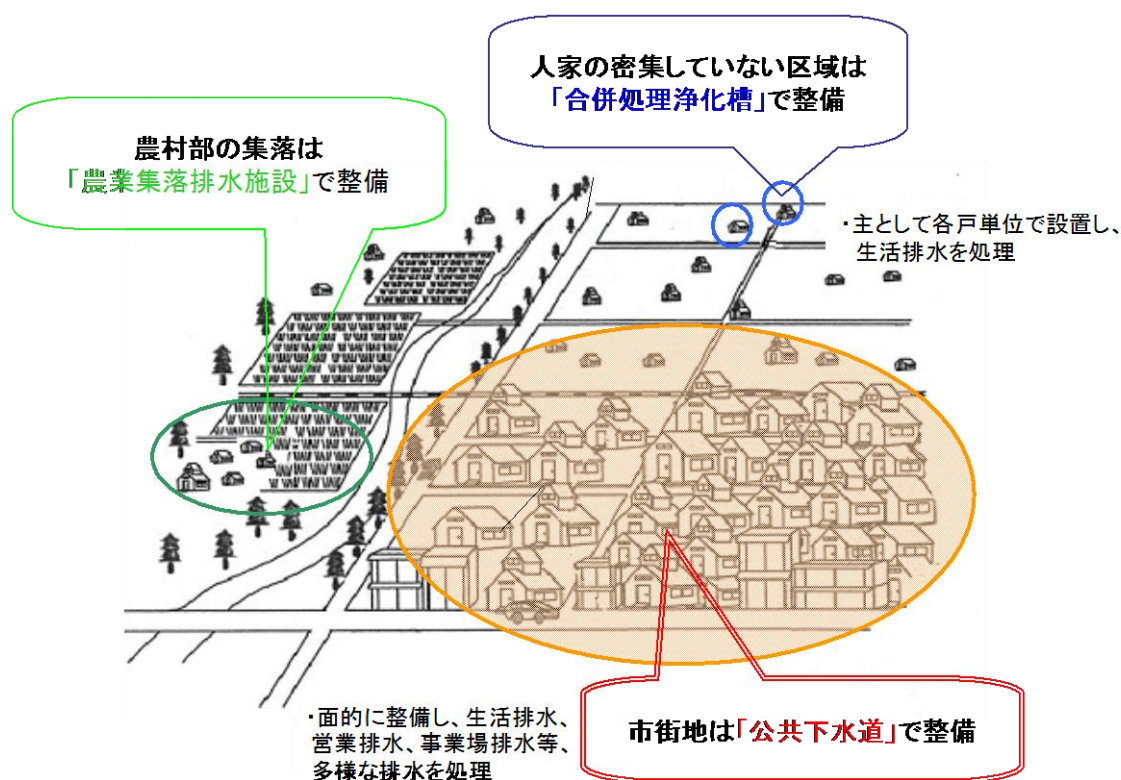 人家の密集していない区域は
「合併処理浄化槽」で整備
農村部の集落は
「農業集落排水施設」で整備
・主として各戸単位で設置し、
生活排水を処理
・面的に整備し、生活排水、
営業排水、事業場排水等、
多様な排水を処理
市街地は「公共下水道」で整備